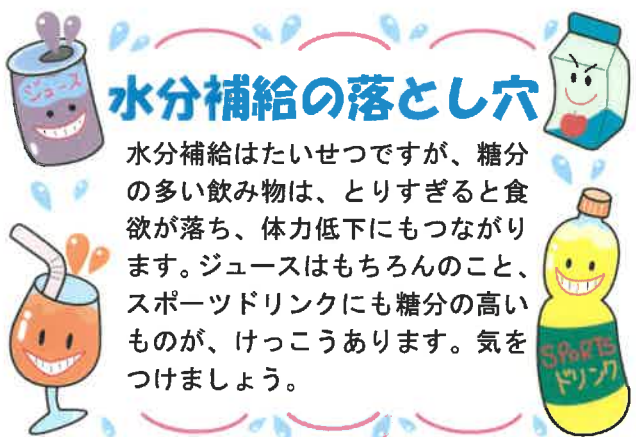 ジュース
水分補給の落とし穴
水分補給はたいせつですが、糖分
の多い飲み物は、とりすぎると食
欲が落ち、体力低下にもつながり
ます。ジュースはもちろんのこと、
スポーツドリンクにも糖分の高い
ものが、けっこうあります。気を
つけましょう。
SPORTS
ドリンク